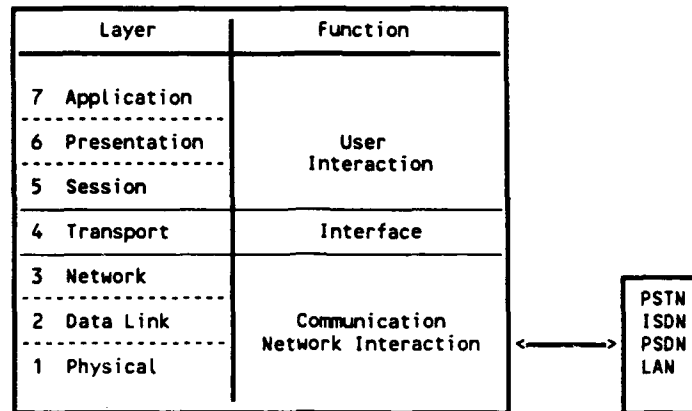 Layer Function
7 Application
6 Presentation
User
Interaction
5 Session
4 Transport Interface
3 Network
2 Data Link
Communication
Network Interaction
1 Physical
PSTN
ISDN
PSDN
LAN